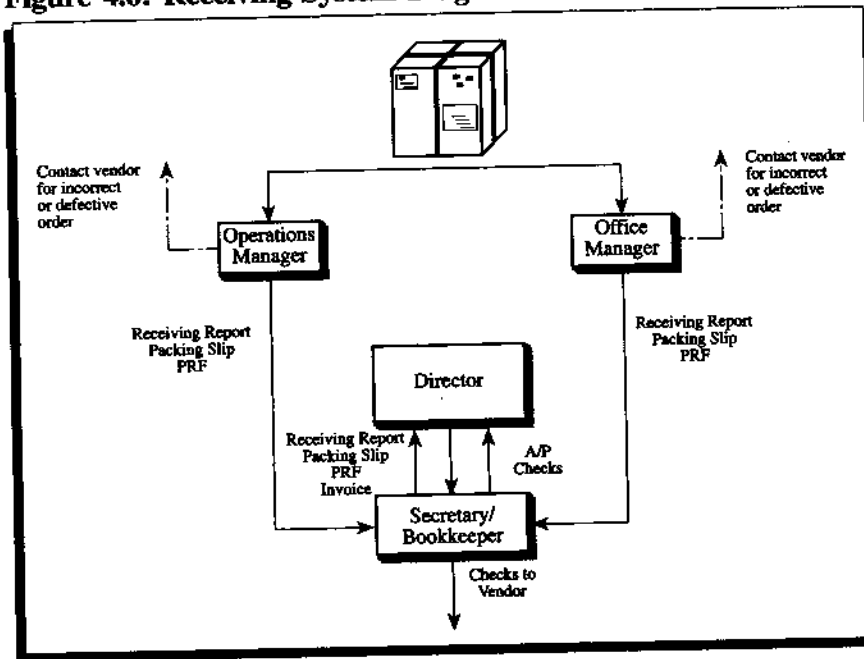 Figure 4.6: Receiving System
Contact vendor
for incorrect
or defective
order
Contact vendor
for incorrect
or defective
order
Operations
Manager
Office
Manager
Receiving Report
Packing Slip
PRF
Receiving Report
Packing Slip
PRF
Director
Receiving Report
Packing Slip
PRF
Invoice
A/P
Checks
Secretary/
Bookkeeper
Checks to
Vendor